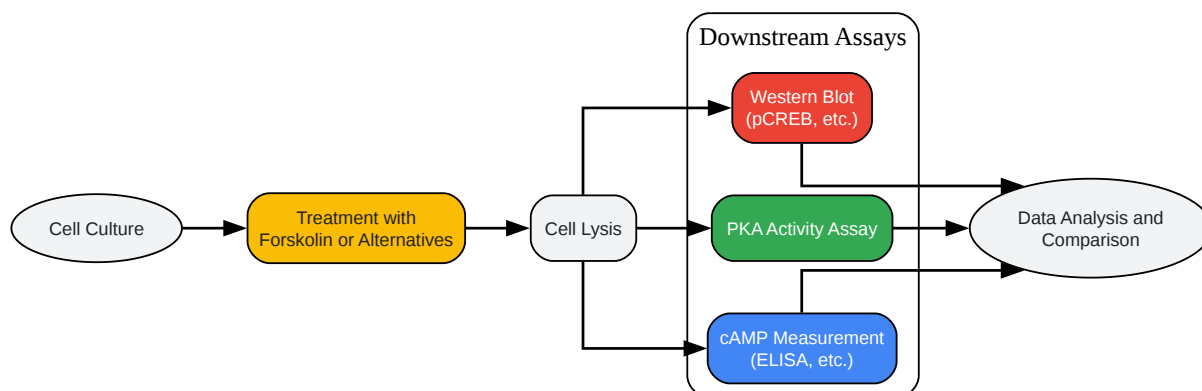 Downstream Assays
Western Blot
(pCREB, etc.)
Cell Culture
Treatment with
Forskolin or Alternatives
Cell Lysis
PKA Activity Assay
Data Analysis and
Comparison
cAMP Measurement
(ELISA, etc.)